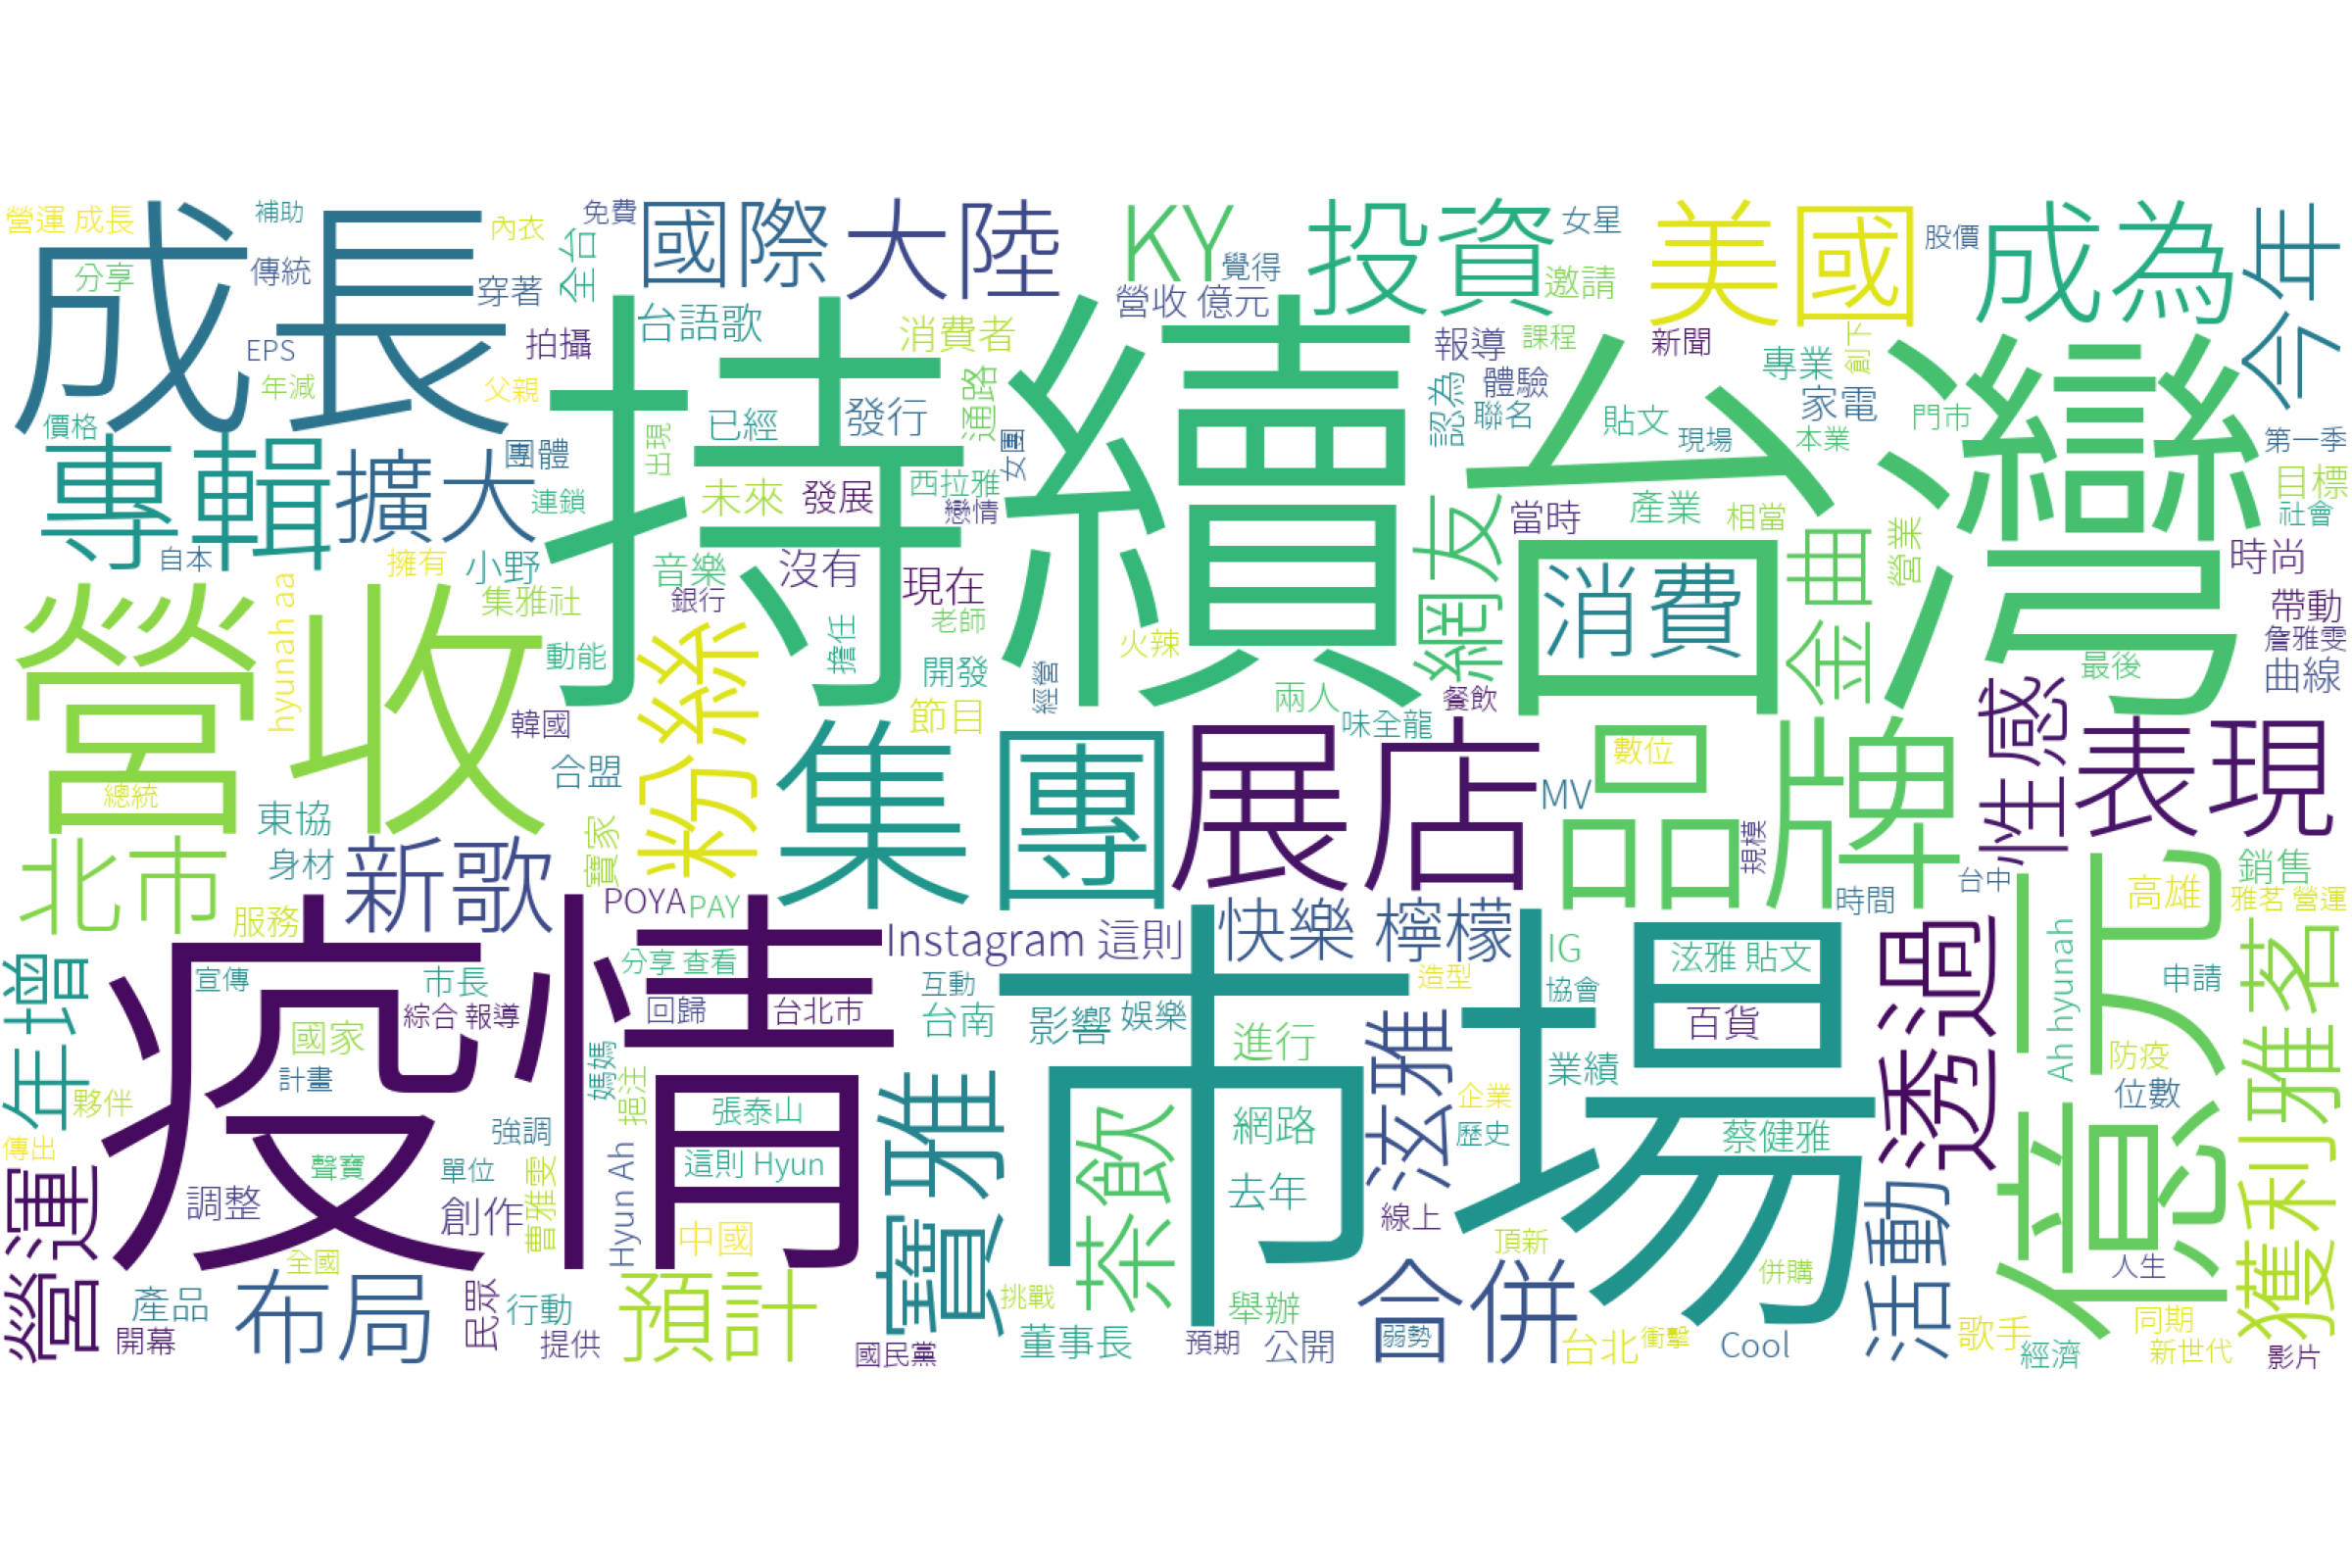 營運 成長
補助
內衣
免費
全台
國際
大陸
KY
投資
女星
美國
股價
成為
今年
成長
分享
傳統
穿著
覺得
營收 億元
邀請
台語歌
消費者
EPS
拍攝
年減
父親
價格
持續
台灣
報導
課程
新聞
專業
創下
體驗
家電
認為
聯名
貼文
現場
本業
門市
第一季
專輯
擴大
團體
連鎖
出現
已經
發行
通路
女團
西拉雅
未來
發展
戀情
網友
當時
產業
相當
金曲
營業
目標
社會
時尚
自本
擁有
小野
集雅社
音樂
銀行
沒有
現在
老師
消費
帶動
詹雅雯
曲線
最後
營收
hyunah aa
動能
粉絲
擔任
開發
經營
火辣
兩人
餐飲
味全龍
韓國
節目
合盟
集團
展店
品牌
數位
MV
規模
性感
表現
總統
東協
身材
寶家
北市
新歌
POYA
PAY
Instagram 這則
快樂 檸檬
IG
時間
台中
億元
高雄
銷售
雅茗 營運
服務
疫情
分享 查看
年增
宣傳
市長
綜合 報導
回歸
台北市
互動
台南
影響
娛樂
造型
協會
泫雅 貼文
百貨
透過
Ah hyunah
申請
雅茗
國家
計畫
夥伴
傳出
媽媽
挹注
進行
泫雅
業績
企業
歷史
防疫
位數
市場
寶雅
茶飲
網路
蔡健雅
張泰山
這則 Hyun
強調
單位
聲寶
曹雅雯
Hyun Ah
營運
調整
創作
中國
去年
線上
頂新
活動
獲利
全國
產品
布局
開幕
民眾
行動
提供
預計
國民黨
挑戰
董事長
舉辦
預期
公開
合併
弱勢
台北
衝擊
併購
Cool
歌手
人生
同期
經濟
新世代
影片